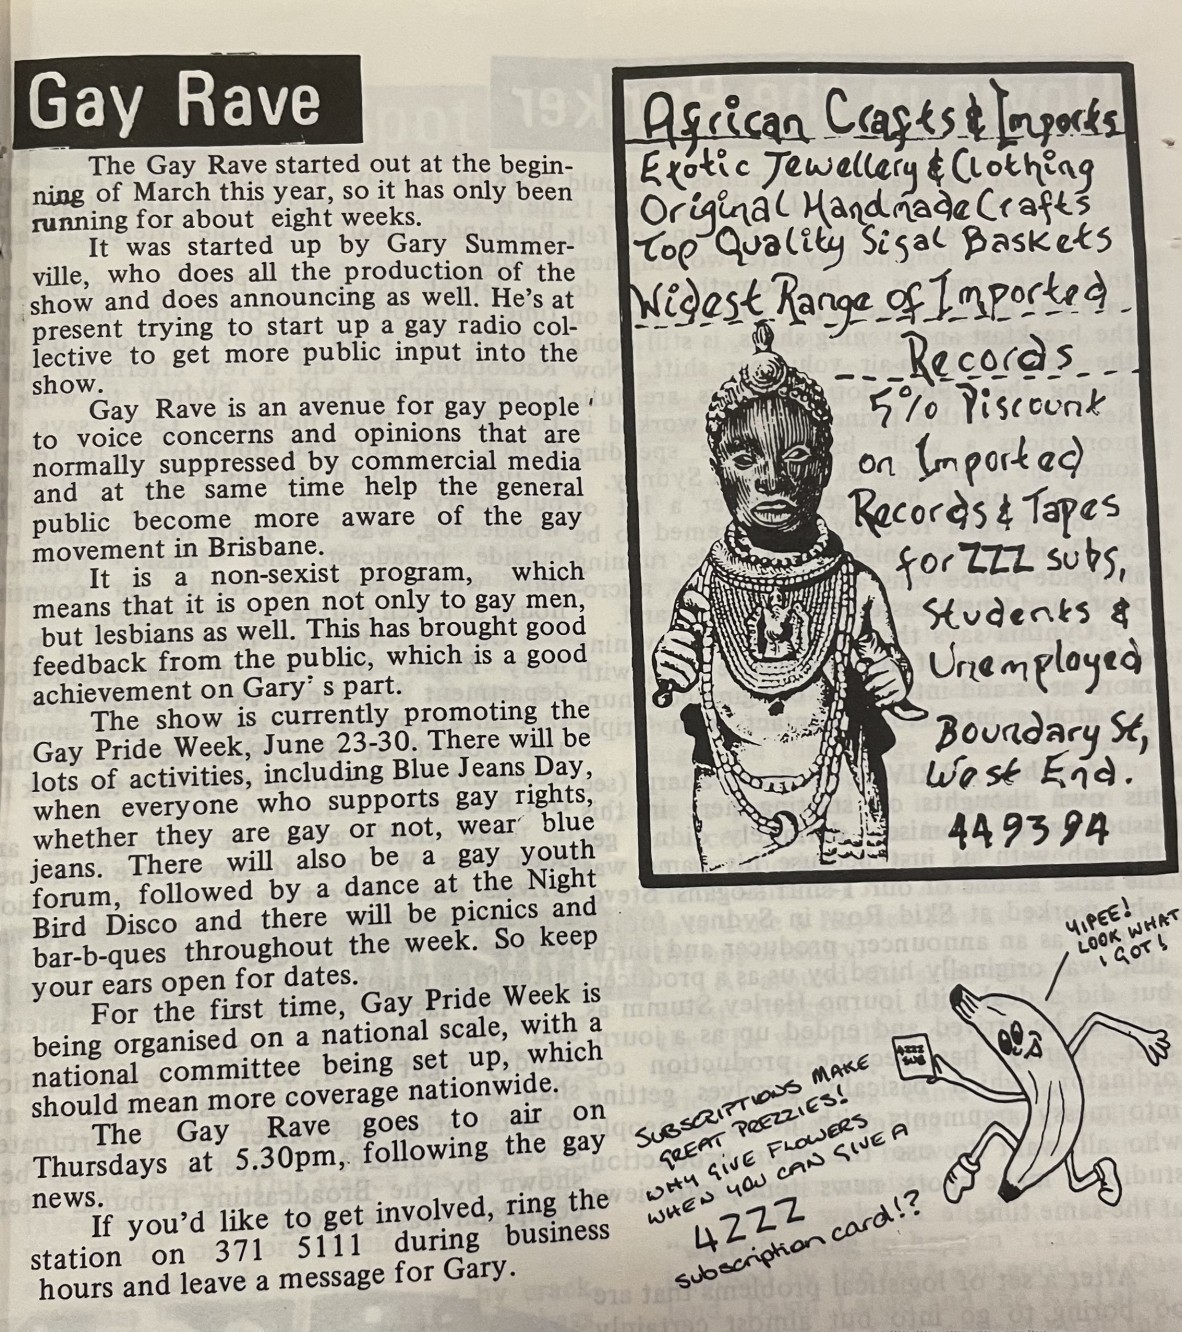 Gay Rave
The Gay Rave started out at the begin-
ning of March this year, so it has only been
running for about eight weeks.
It was started up by Gary Summer-
ville, who does all the production of the
show and does announcing as well. He's at
present trying to start up a gay radio col-
lective to get more public input into the
show.
Gay Rave is an avenue for gay people
to voice concerns and opinions that are
normally suppressed by commercial media
and at the same time help the general
public become more aware of the gay
movement in Brisbane.
It is a non-sexist program, which
means that it is open not only to gay men,
but lesbians as well. This has brought good
feedback from the public, which is a good
achievement on Gary's part.
The show is currently promoting the
Gay Pride Week, June 23-30. There will be
lots of activities, including Blue Jeans Day,
when everyone who supports gay rights,
whether they are gay or not, wear blue
jeans. There will also be a gay youth
forum, followed by a dance at the Night
Bird Disco and there will be picnics and
bar-b-ques throughout the week. So keep
your ears open for dates.
For the first time, Gay Pride Week is
being organised on a national scale, with a
national committee being set up, which
should mean more coverage nationwide.
The Gay Rave goes to air on
Thursdays at 5.30pm, following the gay
news.
If you'd like to get involved, ring the
station on 371 5111 during business
hours and leave a message for Gary.
African Crafts & Imports
Exotic Jewellery & Clothing
Original Handmade Crafts
Top Quality Sisal Baskets
Widest Range of Imported
Records
5% Discount
on Imported
Records & Tapes
for ZZZ subs,
Students &
Unemployed
Boundary St,
West End.
449394
YIPEE!
LOOK WHAT
I GOT!
4ZZZ
SUB
SUBSCRIPTIONS MAKE
GREAT PREZZIES!
WHY GIVE FLOWERS
WHEN YOU CAN GIVE A
4ZZZ
subscription card!?